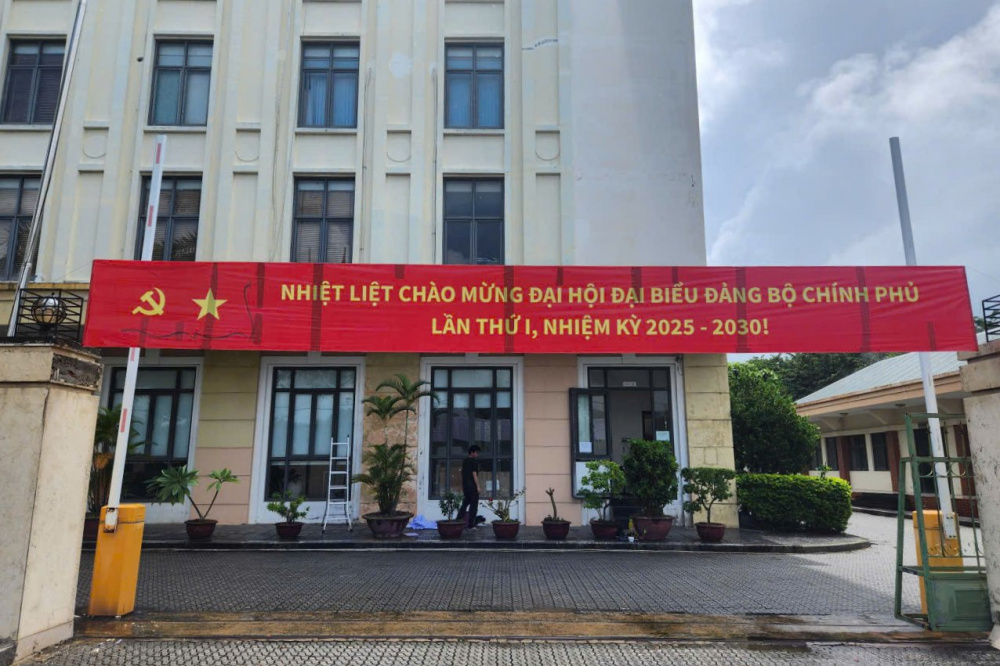 NHIỆT LIỆT CHÀO MỪNG ĐẠI HỘI ĐẠI BIỂU ĐẢNG BỘ CHÍNH PHỦ
LẦN THỨ I, NHIỆM KỲ 2025 - 2030!